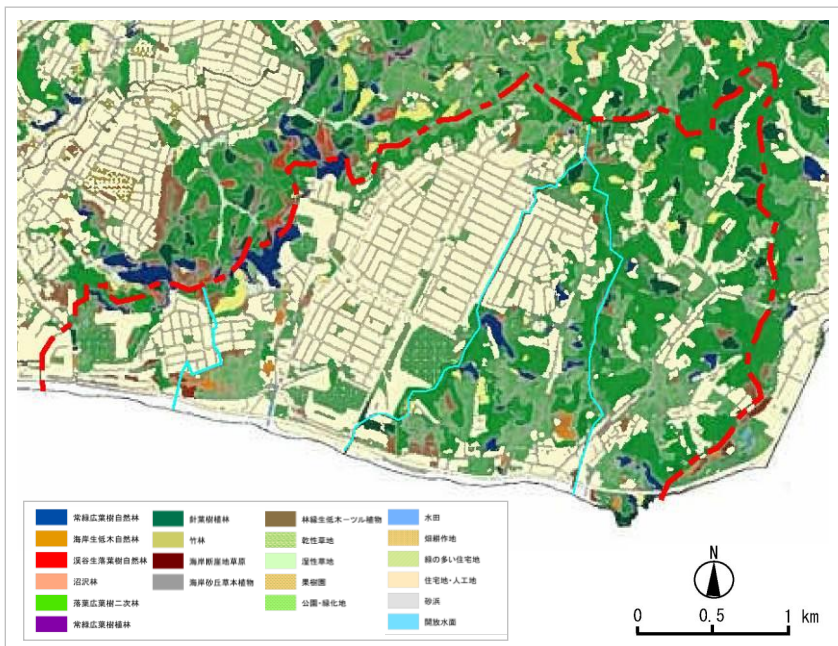 常緑広葉樹自然林
海岸生低木自然林
渓谷生落葉樹自然林
沼沢林
落葉広葉樹二次林
常緑広葉樹植林
針葉樹植林
竹林
海岸断崖地草原
海岸砂丘草本植物
林縁生低木ーツル植物
乾性草地
湿性草地
果樹園
公園・緑化地
水田
畑耕作地
緑の多い住宅地
住宅地・人工地
砂浜
開放水面
N
0 0.5 1 km